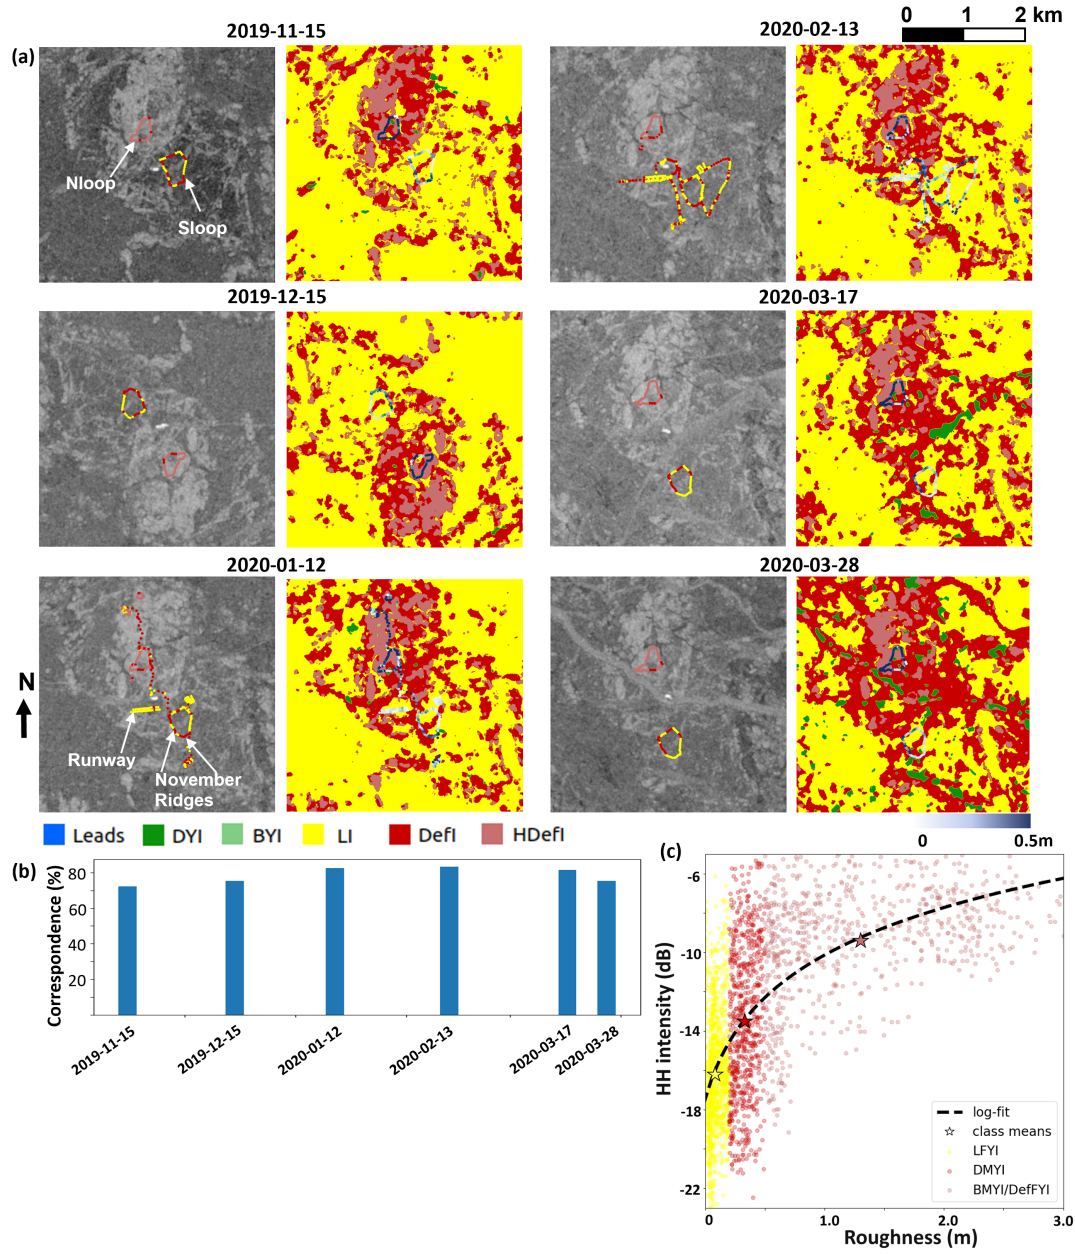 0 1 2 km
2019-11-15 2020-02-13
(a)
Nloop
Sloop
2019-12-15 2020-03-17
2020-01-12 2020-03-28
N
Runway
November
Ridges
Leads DYI BYI LI DefI HDefI
0 0.5m
(b)
Correspondence (%)
80
60
40
20
2019-11-15
2019-12-15
2020-01-12
2020-02-13
2020-03-17
2020-03-28
(c)
HH intensity (dB)
-6
-10
-14
-18
-22
log-fit
class means
LFYI
DMYI
BMYI/DefFYI
0 1.0 2.0 3.0
Roughness (m)